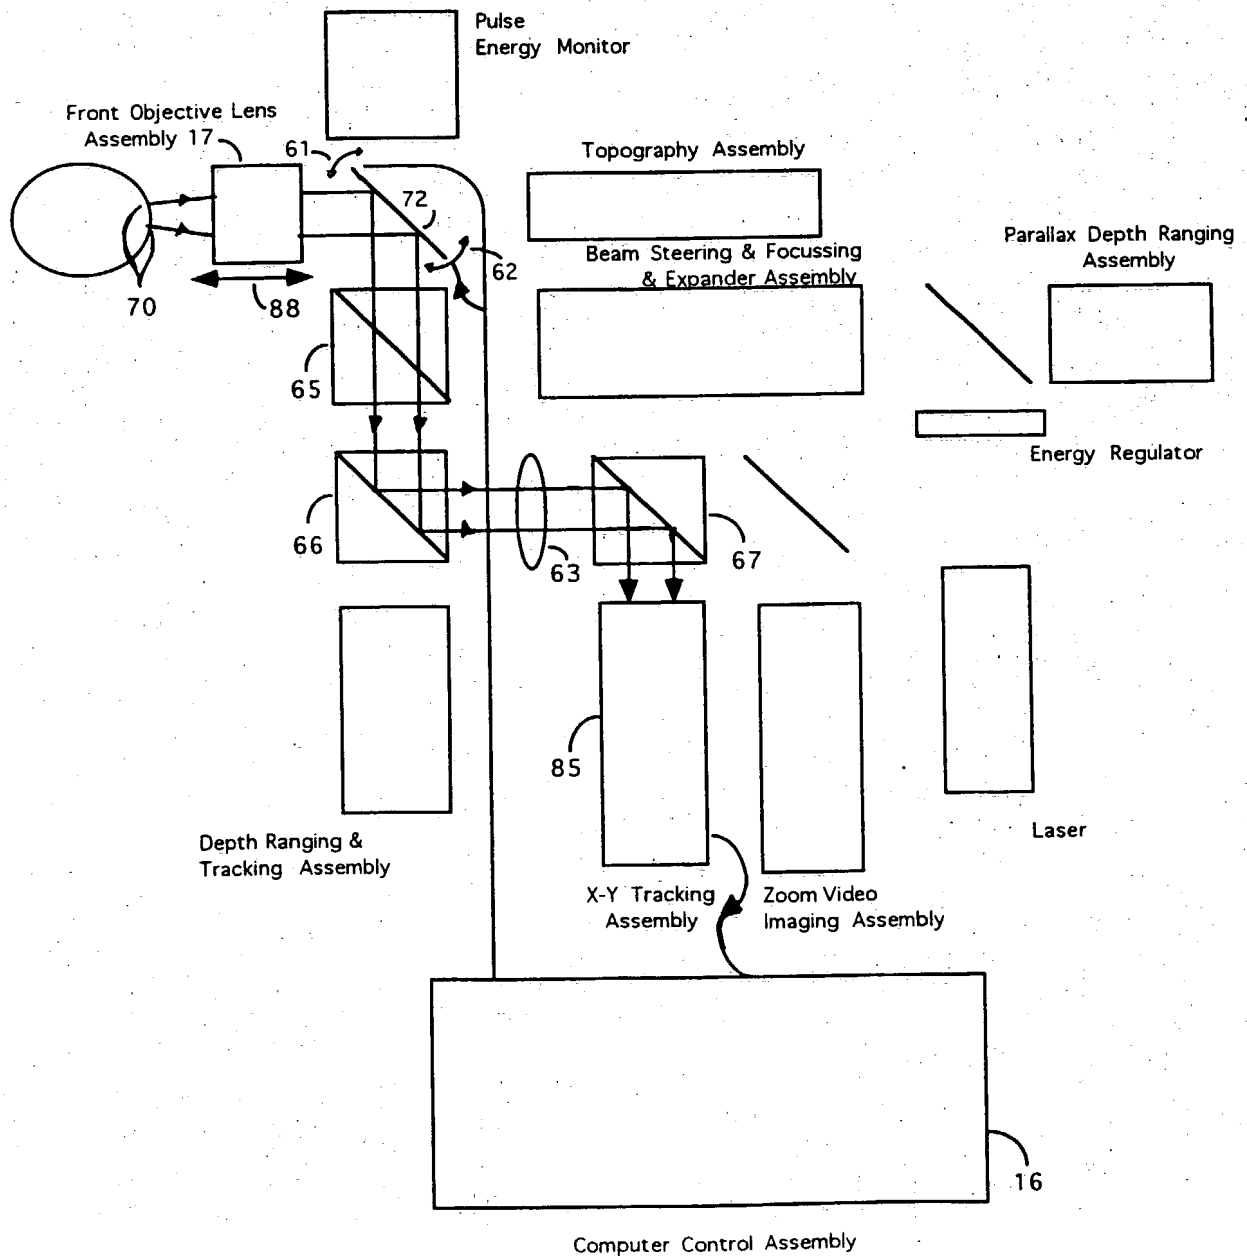 Pulse
Energy Monitor
Front Objective Lens
Assembly 17
61
Topography Assembly
72
62
Beam Steering & Focussing
& Expander Assembly
Parallax Depth Ranging
Assembly
70
88
65
Energy Regulator
66
63
67
85
Depth Ranging &
Tracking Assembly
Laser
X-Y Tracking
Assembly
Zoom Video
Imaging Assembly
16
Computer Control Assembly